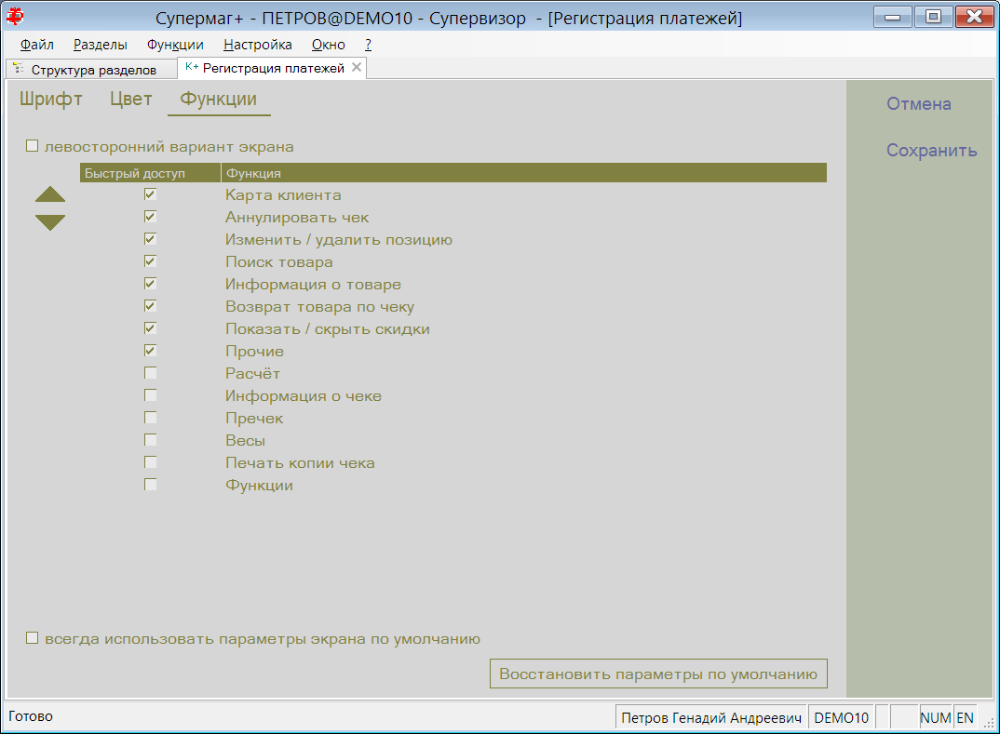 Супермаг+ - ПЕТРОВ@DEMO10 - Супервизор - [Регистрация платежей]
Файл Разделы Функции Настройка Окно ?
Структура разделов K+ Регистрация платежей
Шрифт Цвет Функции
Отмена
Сохранить
левосторонний вариант экрана
Быстрый доступ Функция
Карта клиента
Аннулировать чек
Изменить / удалить позицию
Поиск товара
Информация о товаре
Возврат товара по чеку
Показать / скрыть скидки
Прочие
Расчёт
Информация о чеке
Пречек
Весы
Печать копии чека
Функции
всегда использовать параметры экрана по умолчанию
Восстановить параметры по умолчанию
Готово Петров Генадий Андреевич DEMO10 NUM EN